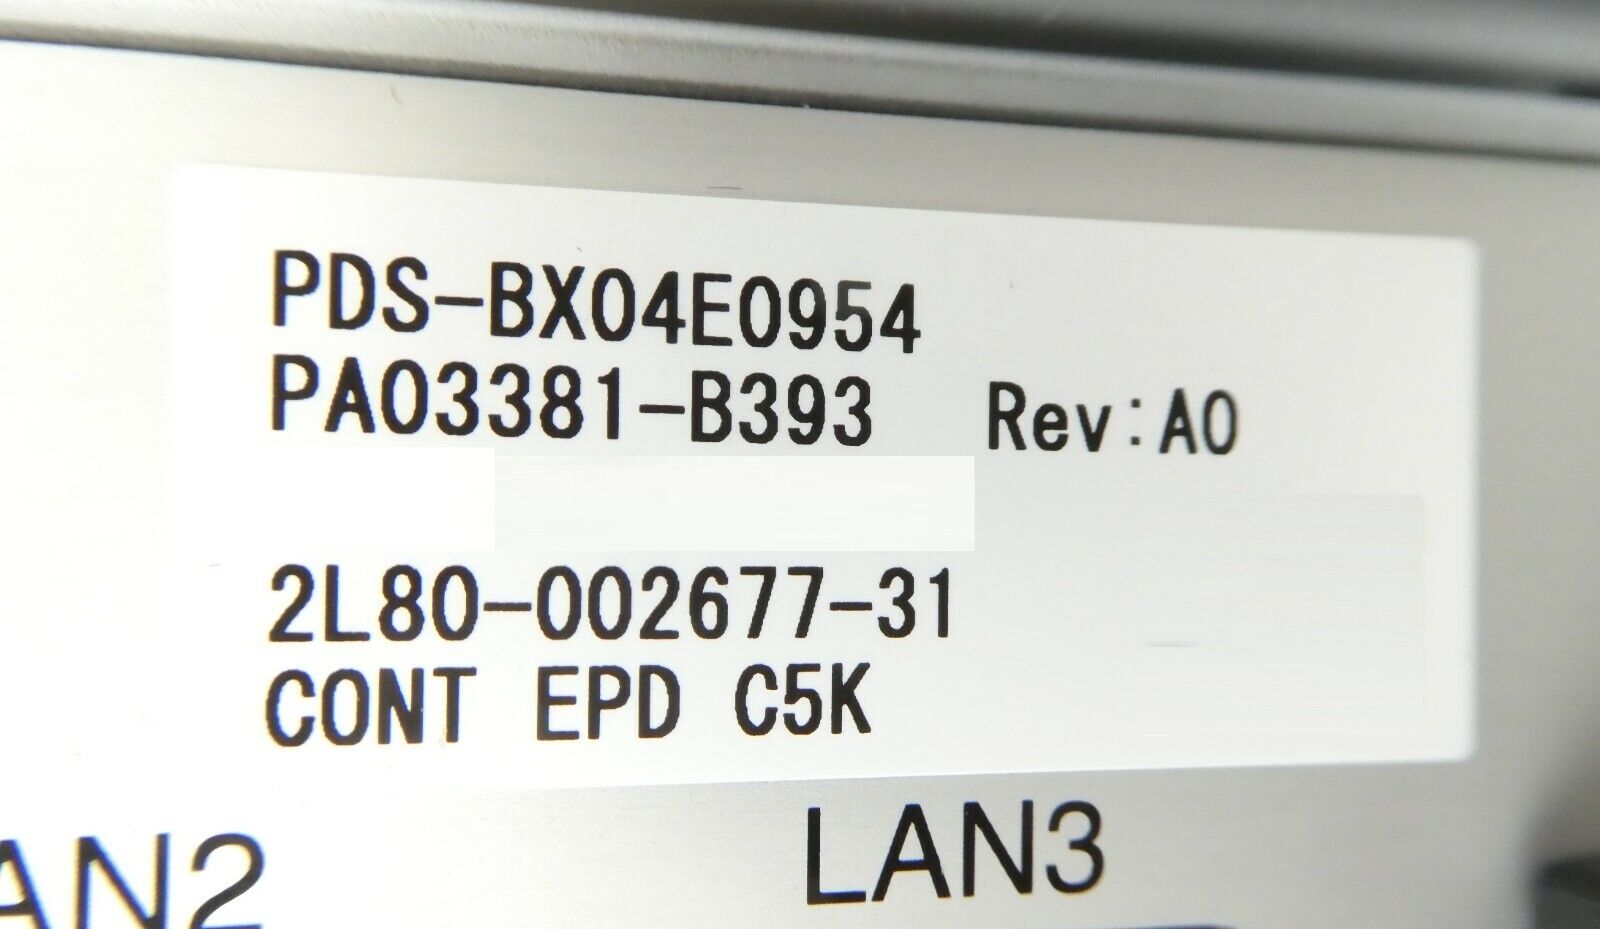 PDS-BX04E0954
PA03381-B393 Rev:A0
2L80-002677-31
CONT EPD C5K
AN2 LAN3